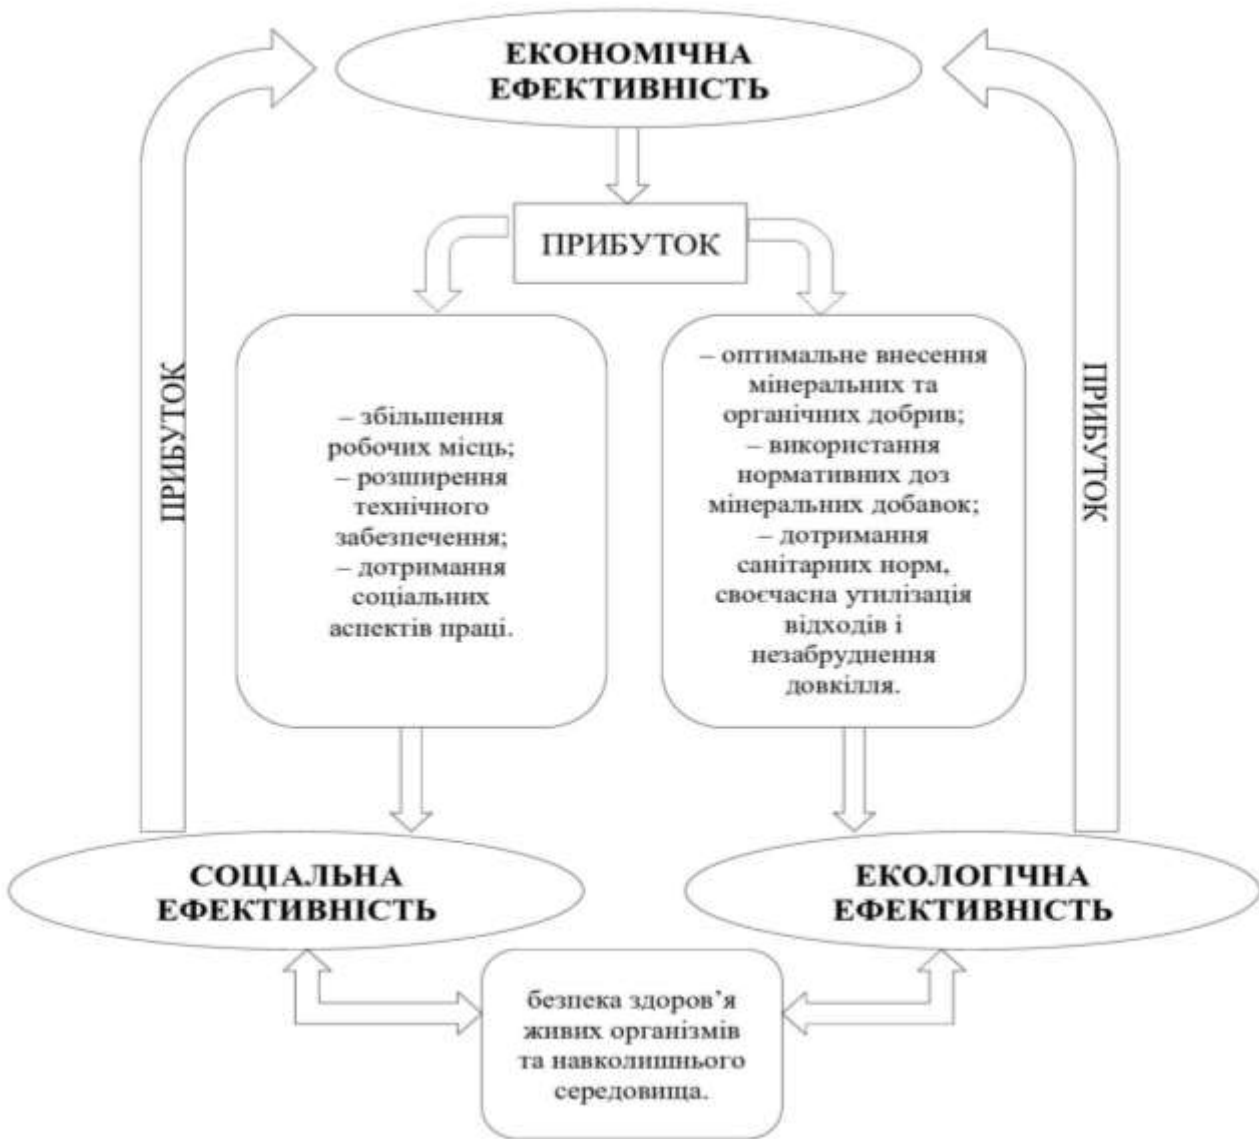 ЕКОНОМІЧНА
ЕФЕКТИВНІСТЬ
ПРИБУТОК
ПРИБУТОК
– збільшення
робочих місць;
– розширення
технічного
забезпечення;
– дотримання
соціальних
аспектів праці.
– оптимальне внесення
мінеральних та
органічних добрив;
– використання
нормативних доз
мінеральних добавок;
– дотримання
санітарних норм,
своєчасна утилізація
відходів і
незабруднення
довкілля.
ПРИБУТОК
СОЦІАЛЬНА
ЕФЕКТИВНІСТЬ
ЕКОЛОГІЧНА
ЕФЕКТИВНІСТЬ
безпека здоров’я
живих організмів
та навколишнього
середовища.